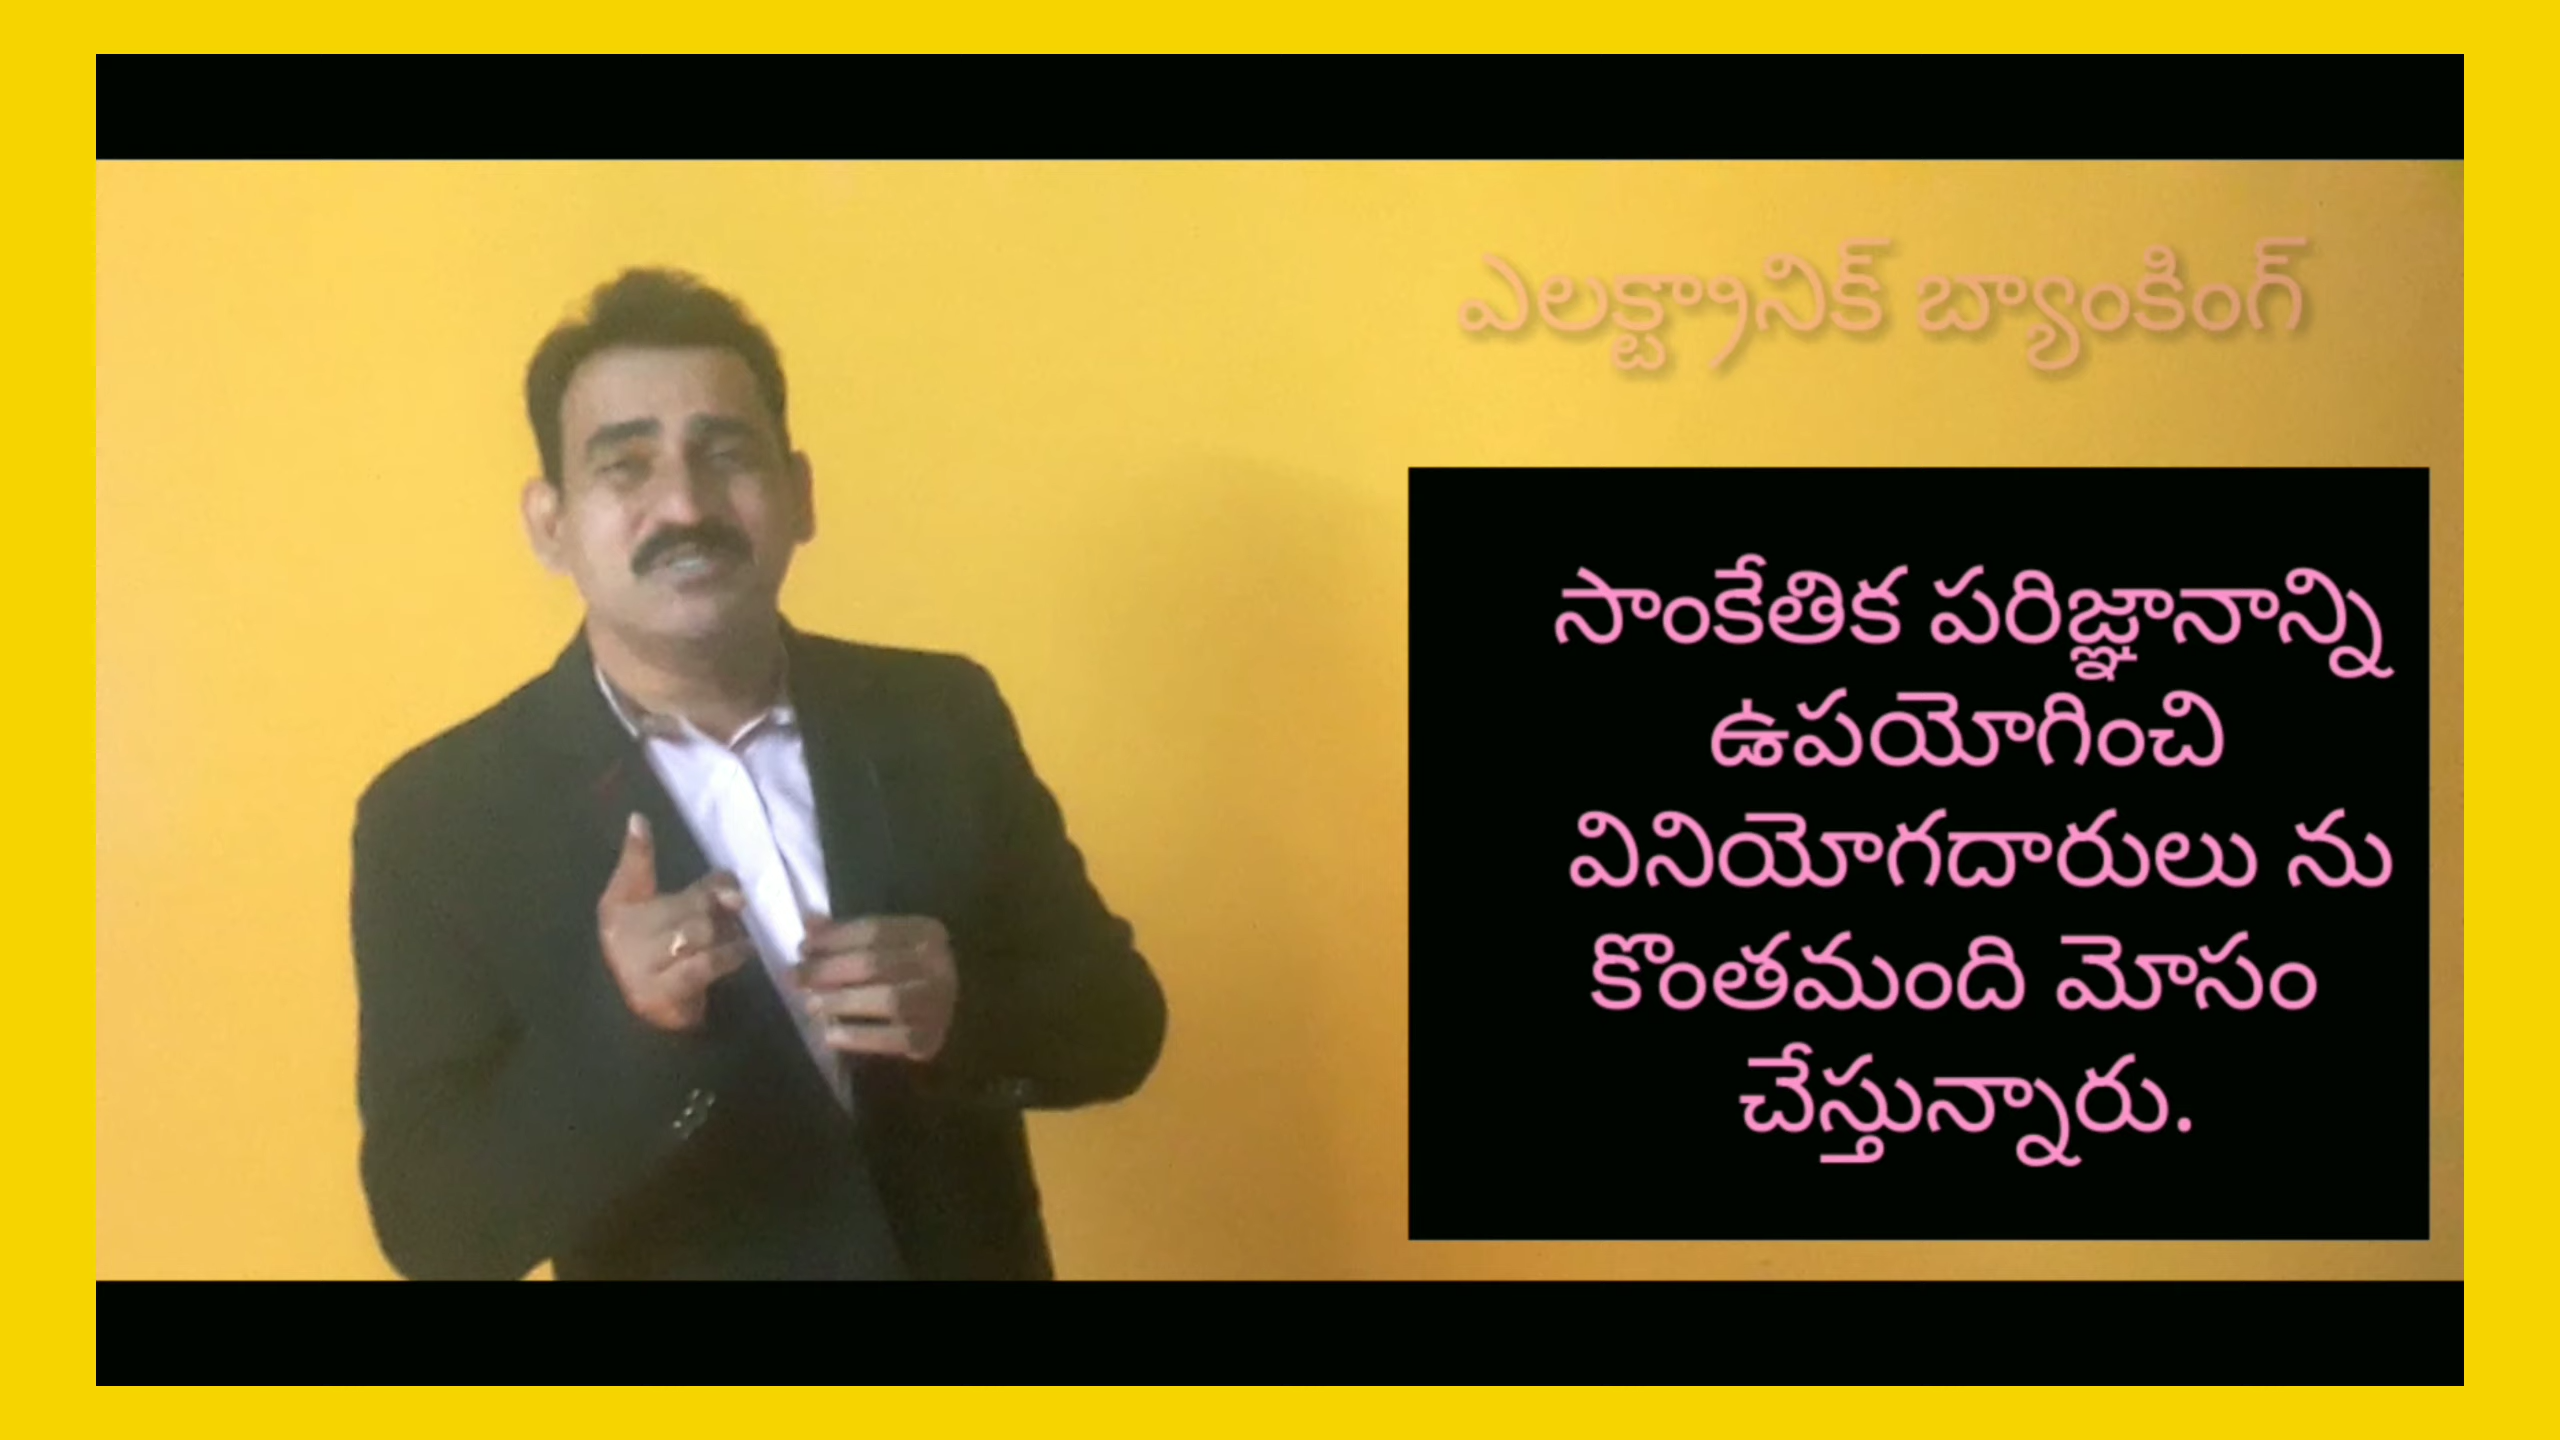 ఎలక్ట్రానిక్ బ్యాంకింగ్
సాంకేతిక పరిజ్ఞానాన్ని
ఉపయోగించి
వినియోగదారులు ను
కొంతమంది మోసం
చేస్తున్నారు.